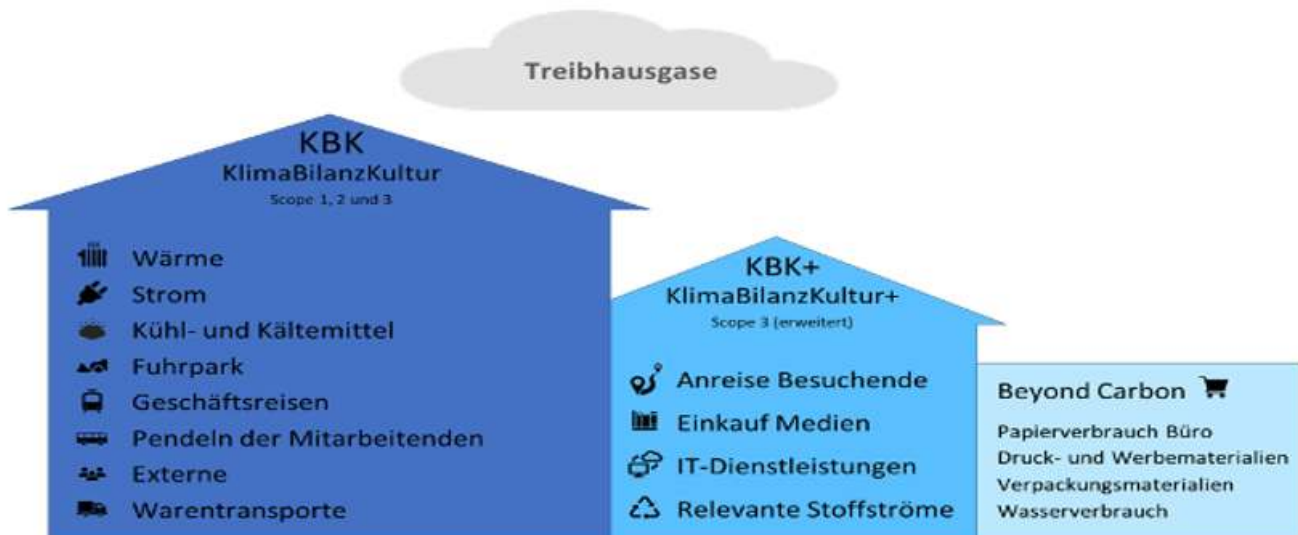 Treibhausgase
KBK
KlimaBilanzKultur
Scope 1, 2 und 3
Wärme
Strom
Kühl- und Kältemittel
Fuhrpark
Geschäftsreisen
Pendeln der Mitarbeitenden
Externe
Warentransporte
KBK+
KlimaBilanzKultur+
Scope 3 (erweitert)
Anreise Besuchende
Einkauf Medien
IT-Dienstleistungen
Relevante Stoffströme
Beyond Carbon
Papierverbrauch Büro
Druck- und Werbematerialien
Verpackungsmaterialien
Wasserverbrauch